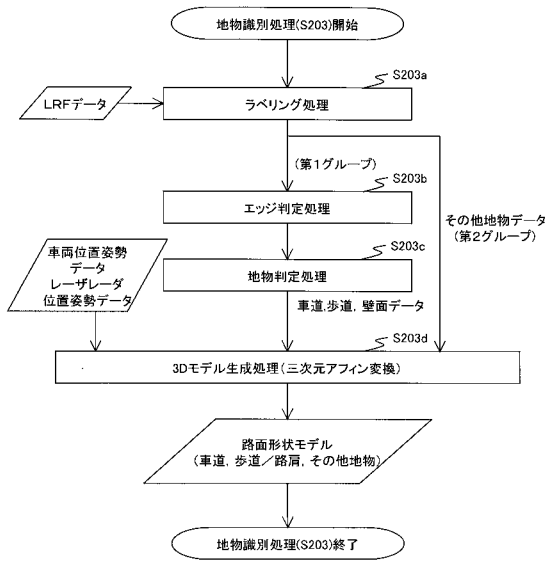 地物識別処理(S203)開始
S203a
LRFデータ
ラベリング処理
(第1グループ)
S203b
エッジ判定処理
その他地物データ
(第2グループ)
S203c
車両位置姿勢
データ
レーザレーダ
位置姿勢データ
地物判定処理
車道,歩道,壁面データ
S203d
3Dモデル生成処理(三次元アフィン変換)
路面形状モデル
(車道,歩道/路肩,その他地物)
地物識別処理(S203)終了